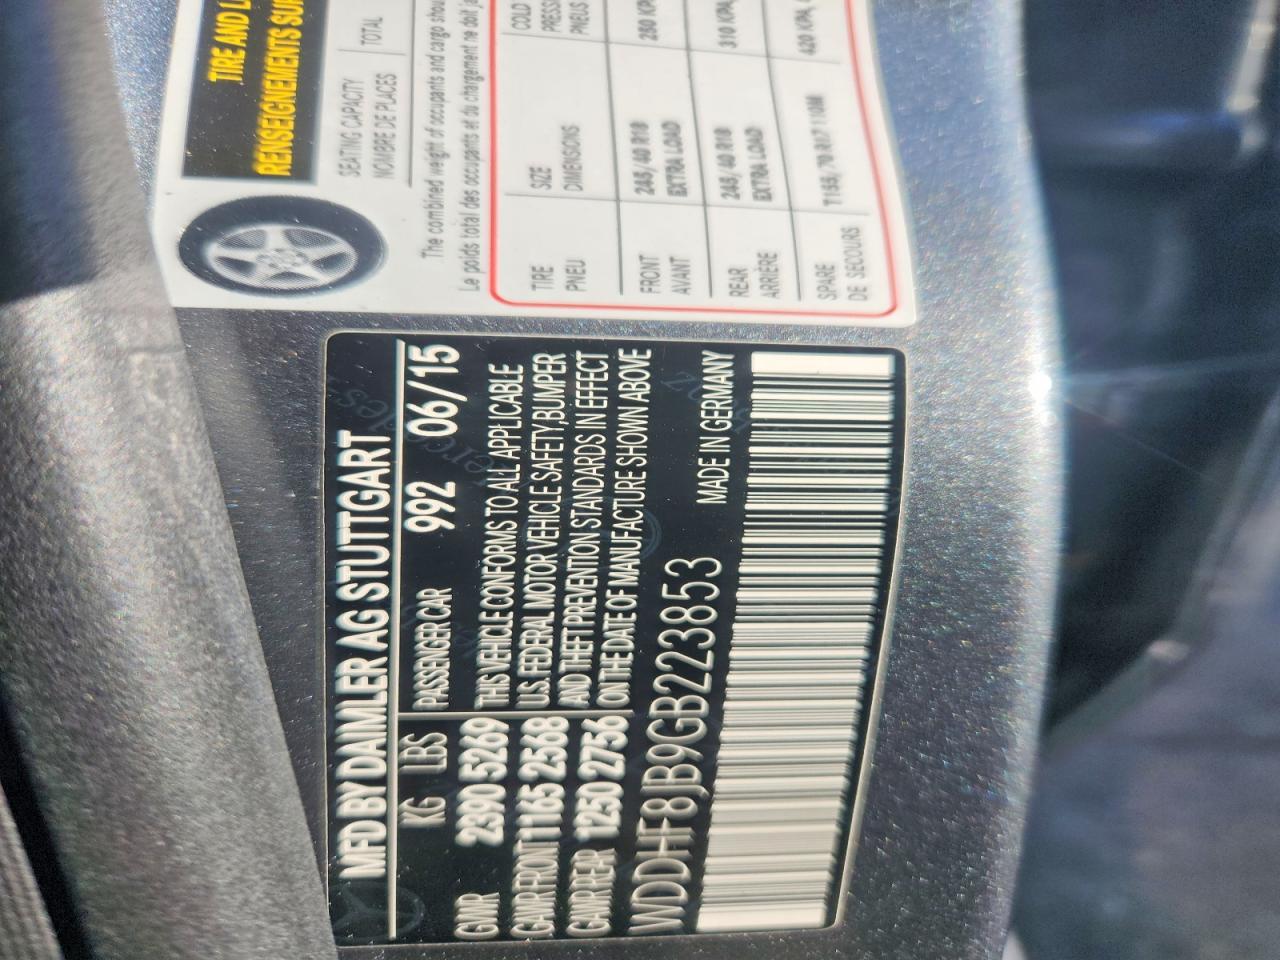 MFD BY DAIMLER AG STUTTGART
KG LBS
GVWR 2390 5269
GAWR FRONT 1165 2568
GAWR REER 1250 2756
PASSENGER CAR 992 06/15
THIS VEHICLE CONFORMS TO ALL APPLICABLE
U.S. FEDERAL MOTOR VEHICLE SAFETY, BUMPER
AND THEFT PREVENTION STANDARDS IN EFFECT
ON THE DATE OF MANUFACTURE SHOWN ABOVE
WDDHF8JB9GB223853
MADE IN GERMANY
TIRE AND
RENSEIGNEMENTS SUR
SEATING CAPACITY
NOMBRE DE PLACES
TOTAL
The combined weight of occupants and cargo
Le poids total des occupants et du chargement ne doit
TIRE SIZE COLD
PNEU DIMENSIONS PNEUS
FRONT 245/40 R18 280 KPA
AVANT EXTRA LOAD
REAR 245/40 R18 310 KPA
ARRIÈRE EXTRA LOAD
SPARE T155/70 R17 110M 420 KPA
DE SECOURS